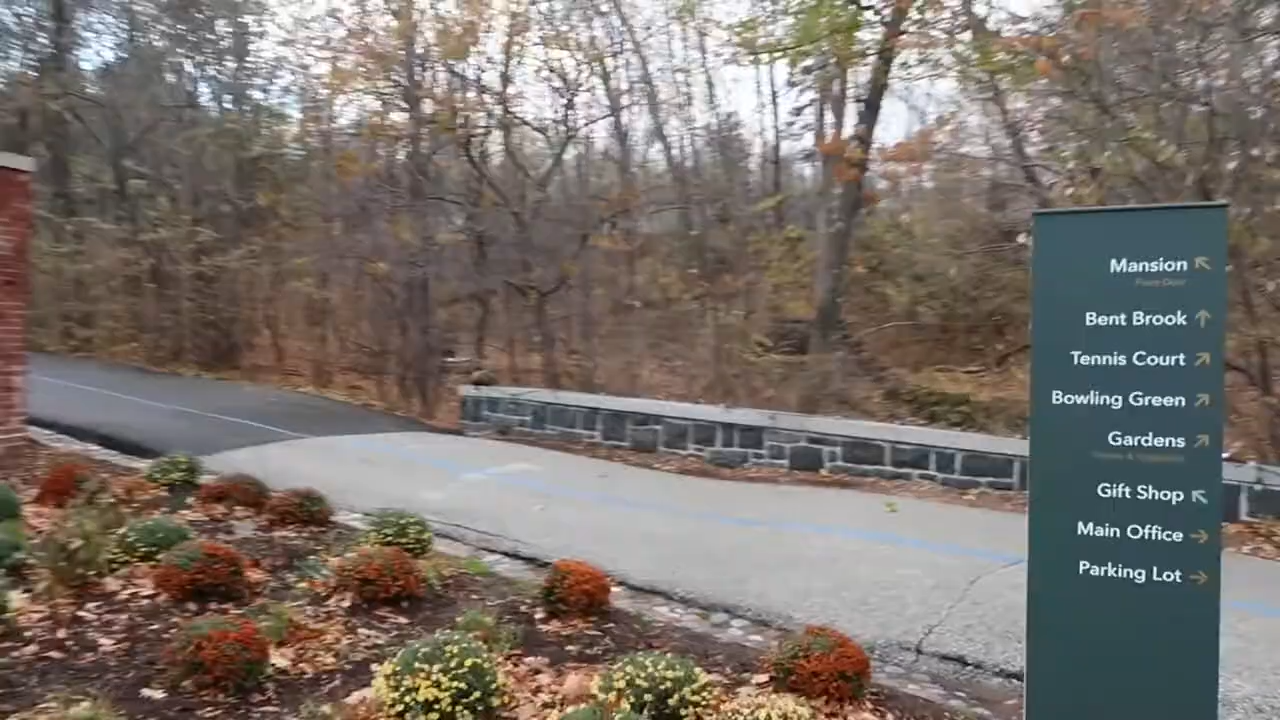 Mansion
Bent Brook
Tennis Court
Bowling Green
Gardens
Gift Shop
Main Office
Parking Lot